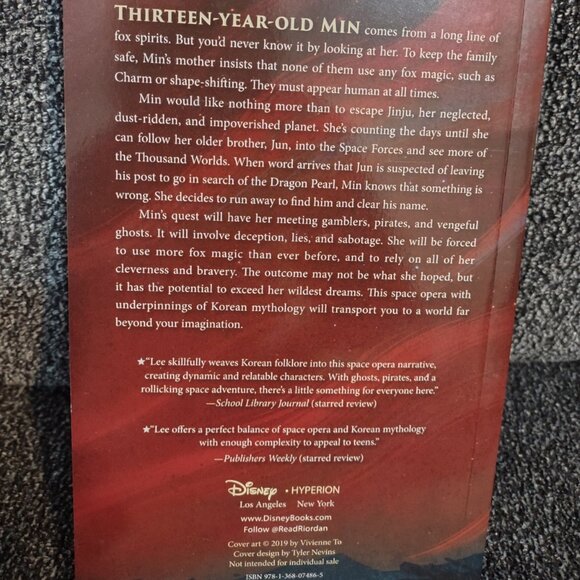 THIRTEEN-YEAR-OLD MIN comes from a long line of
fox spirits. But you'd never know it by looking at her. To keep the family
safe, Min's mother insists that none of them use any fox magic, such as
Charm or shape-shifting. They must appear human at all times.
Min would like nothing more than to escape Jinju, her neglected,
dust-ridden, and impoverished planet. She's counting the days until she
can follow her older brother, Jun, into the Space Forces and see more of
the Thousand Worlds. When word arrives that Jun is suspected of leaving
his post to go in search of the Dragon Pearl, Min knows that something is
wrong. She decides to run away to find him and clear his name.
Min's quest will have her meeting gamblers, pirates, and vengeful
ghosts. It will involve deception, lies, and sabotage. She will be forced
to use more fox magic than ever before, and to rely on all of her
cleverness and bravery. The outcome may not be what she hoped, but
it has the potential to exceed her wildest dreams. This space opera with
underpinnings of Korean mythology will transport you to a world far
beyond your imagination.
★"Lee skillfully weaves Korean folklore into this space opera narrative,
creating dynamic and relatable characters. With ghosts, pirates, and a
rollicking space adventure, there's a little something for everyone here."
—School Library Journal (starred review)
★"Lee offers a perfect balance of space opera and Korean mythology
with enough complexity to appeal to teens."
—Publishers Weekly (starred review)
Disney • HYPERION
Los Angeles New York
www.DisneyBooks.com
Follow @ReadRiordan
Cover art © 2019 by Vivienne To
Cover design by Tyler Nevins
Not intended for individual sale
ISBN 978-1-368-07486-5